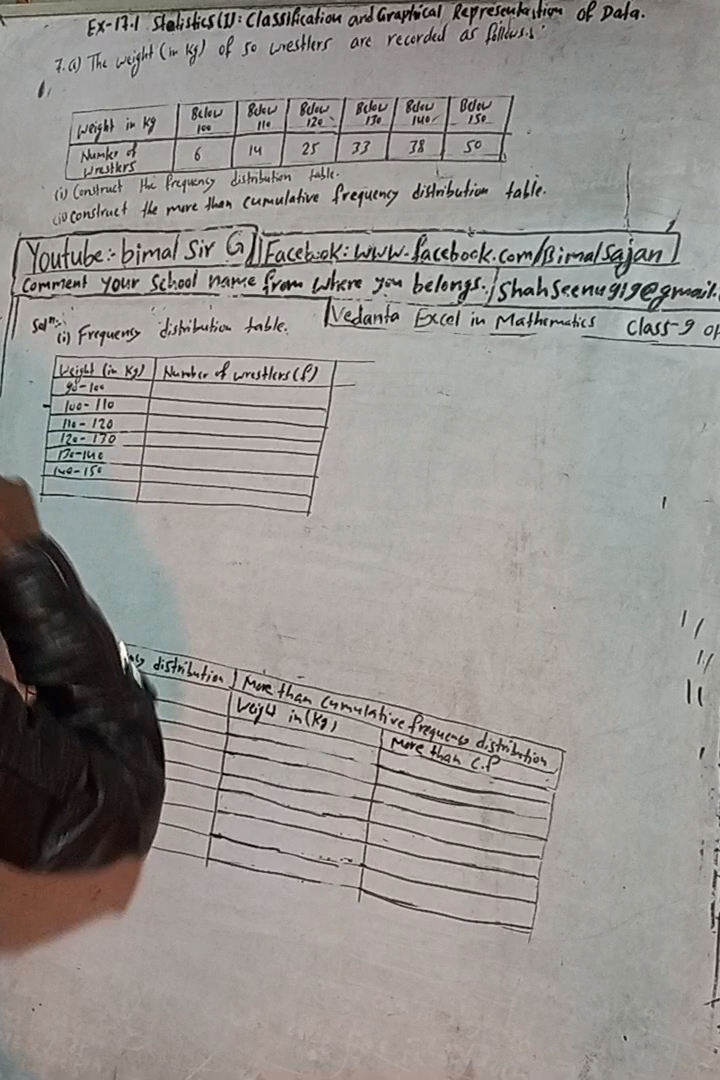 Ex-17.1 Statistics (I): Classification and Graphical Representation of Data.
7. a) The weight (in kg) of 50 wrestlers are recorded as follows:
Weight in kg Below 100 Below 110 Below 120 Below 130 Below 140 Below 150
Number of wrestlers 6 14 25 33 38 50
(i) Construct the frequency distribution table.
(ii) Construct the more than cumulative frequency distribution table.
Youtube:- bimal Sir G Facebook: www.facebook.com/Bimalsajan
Comment your School name from where you belongs. shahseenu919@gmail.
Vedanta Excel in Mathematics Class-9 op
Solⁿ:-
(i) Frequency distribution table.
Weight (in kg) Number of wrestlers (f)
90-100
100-110
110-120
120-130
130-140
140-150
distribution More than cumulative frequency distribution
Weight in (kg) More than c.f